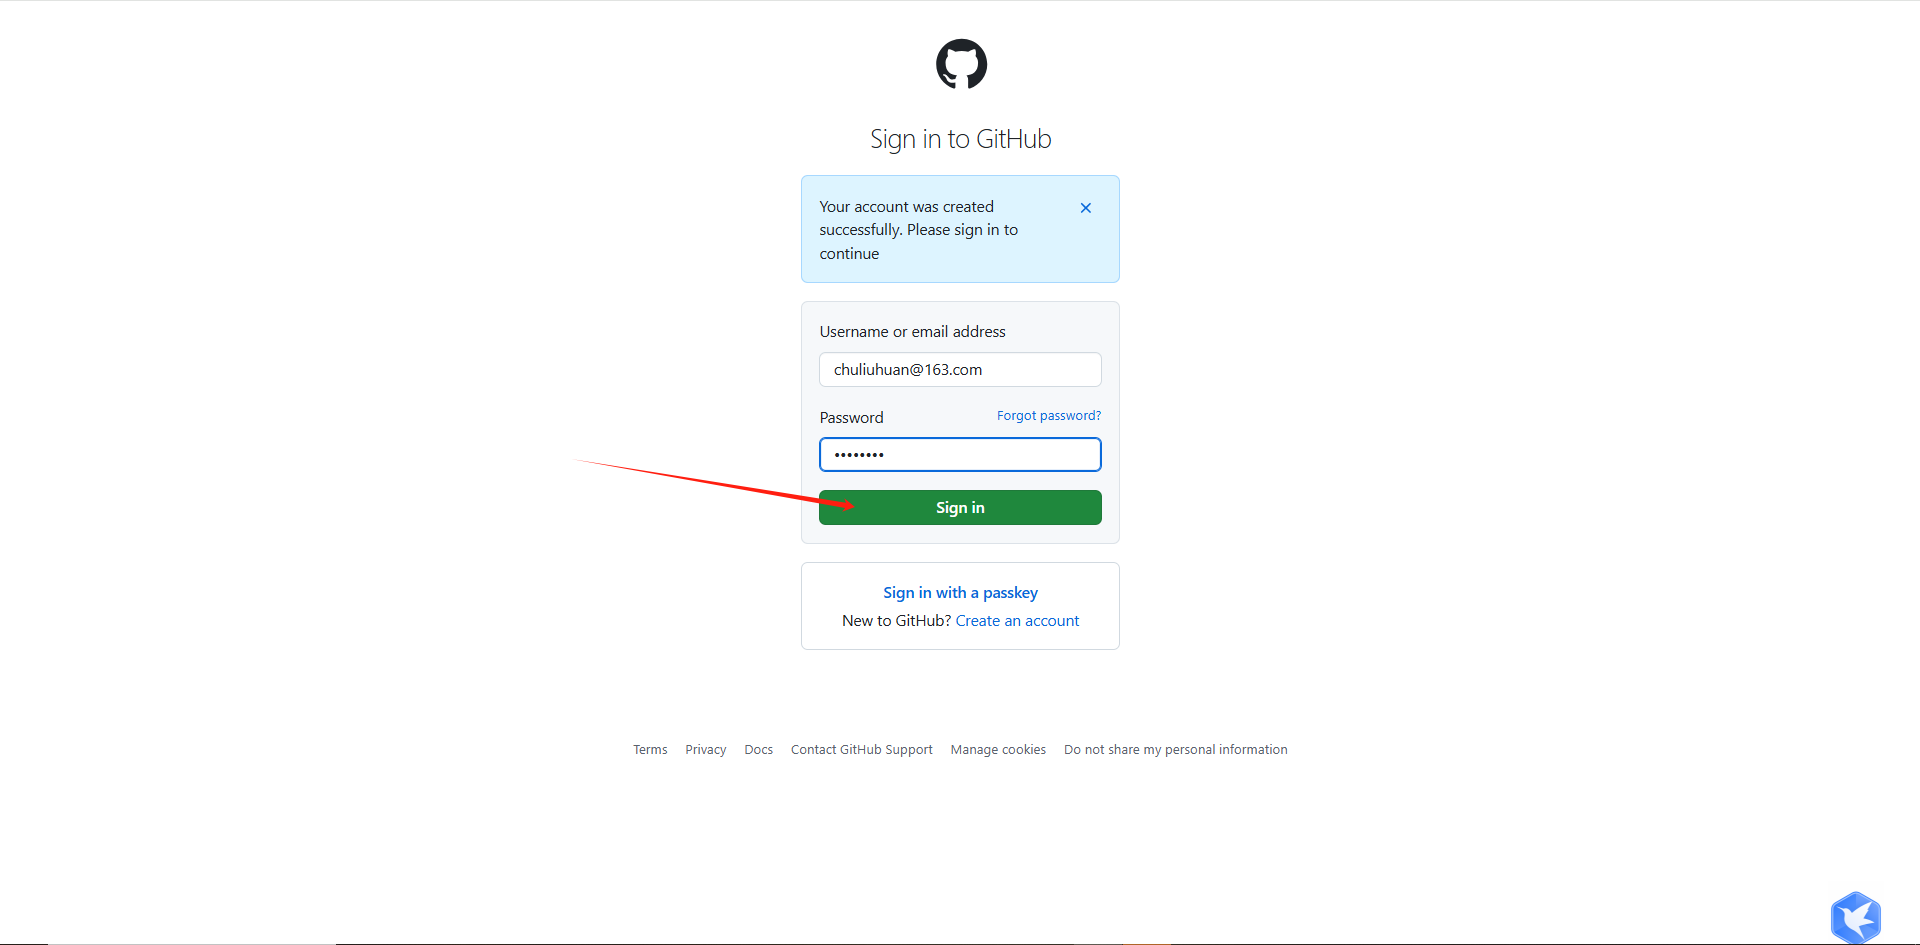 Sign in to GitHub
Your account was created
successfully. Please sign in to
continue
Username or email address
chuliuhuan@163.com
Password Forgot password?
••••••••
Sign in
Sign in with a passkey
New to GitHub? Create an account
Terms Privacy Docs Contact GitHub Support Manage cookies Do not share my personal information